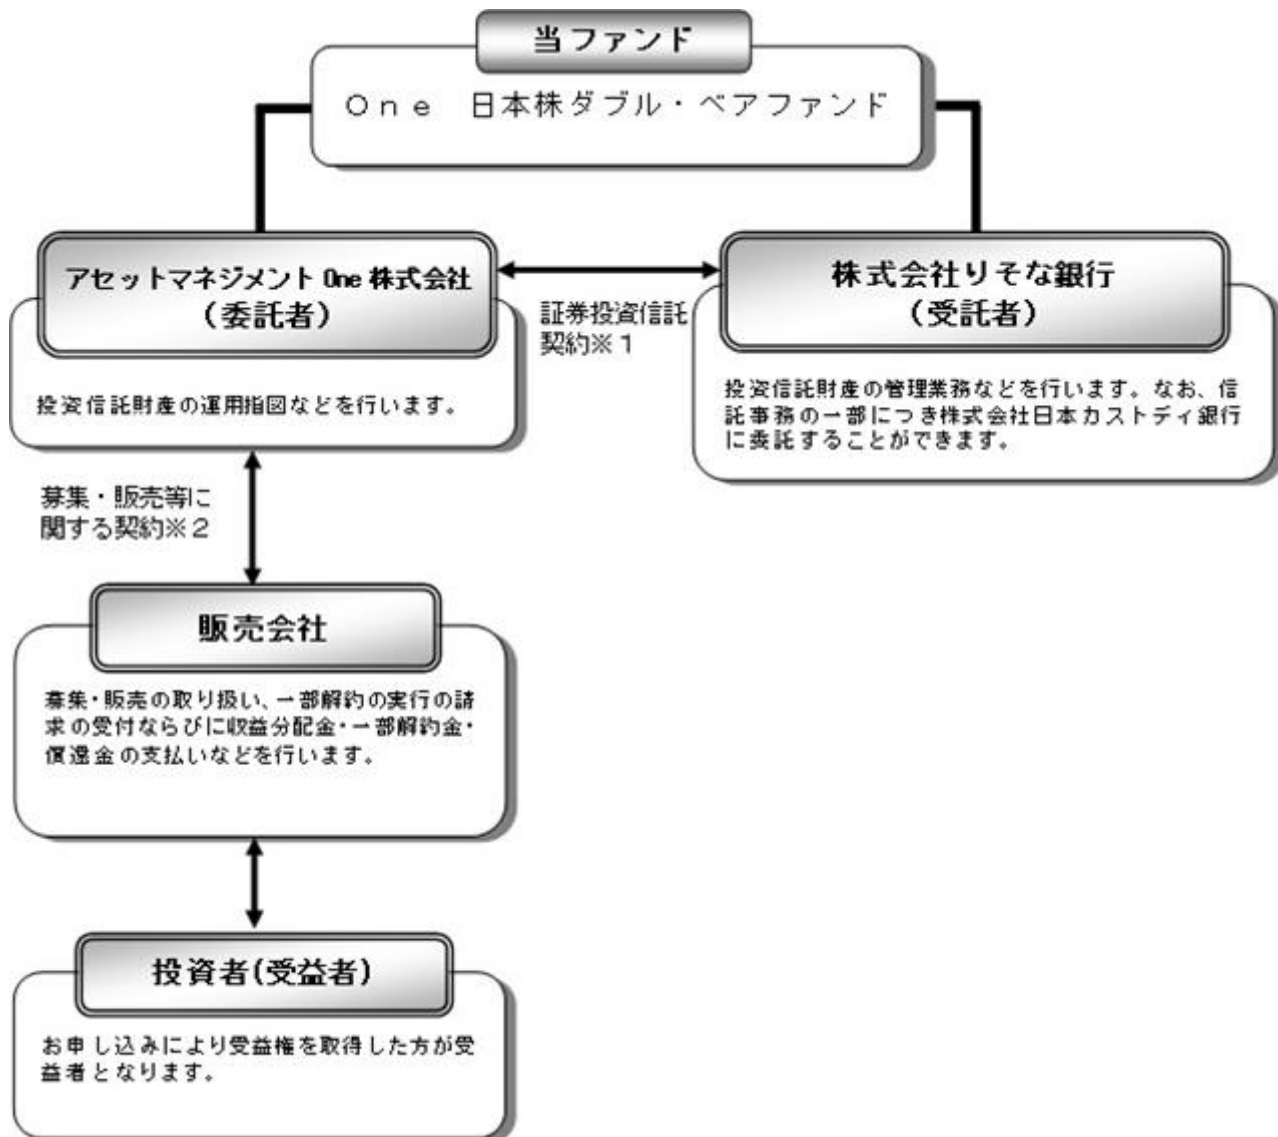 当ファンド
Ｏｎｅ　日本株ダブル・ベアファンド
アセットマネジメント One 株式会社
（委託者）
投資信託財産の運用指図などを行います。
証券投資信託
契約※１
株式会社りそな銀行
（受託者）
投資信託財産の管理業務などを行います。なお、信
託事務の一部につき株式会社日本カストディ銀行
に委託することができます。
募集・販売等に
関する契約※２
販売会社
募集・販売の取り扱い、一部解約の実行の請
求の受付ならびに収益分配金・一部解約金・
償還金の支払いなどを行います。
投資者(受益者)
お申し込みにより受益権を取得した方が受
益者となります。